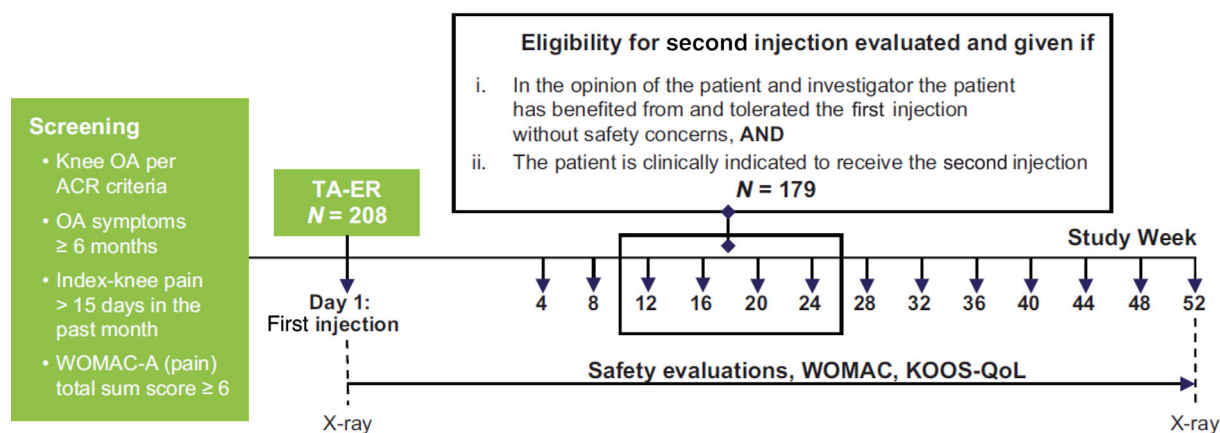 Screening
• Knee OA per
ACR criteria
• OA symptoms
≥ 6 months
• Index-knee pain
> 15 days in the
past month
• WOMAC-A (pain)
total sum score ≥ 6
TA-ER
N = 208
Eligibility for second injection evaluated and given if
i. In the opinion of the patient and investigator the patient
has benefited from and tolerated the first injection
without safety concerns, AND
ii. The patient is clinically indicated to receive the second injection
N = 179
Study Week
Day 1:
First injection
4 8 12 16 20 24 28 32 36 40 44 48 52
Safety evaluations, WOMAC, KOOS-QoL
X-ray X-ray